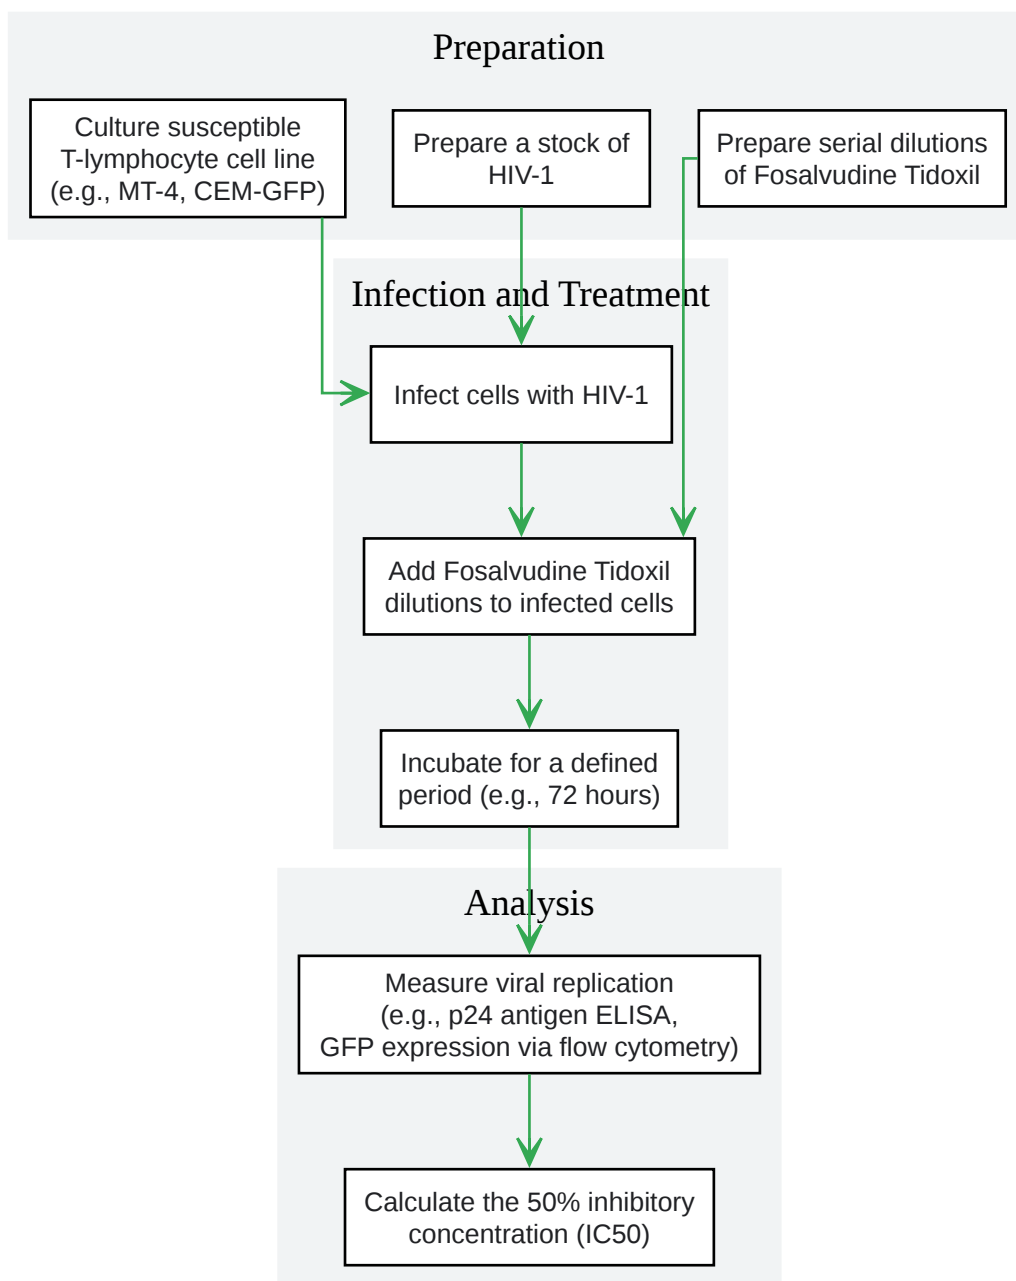 Preparation
Culture susceptible
T-lymphocyte cell line
(e.g., MT-4, CEM-GFP)
Prepare a stock of
HIV-1
Prepare serial dilutions
of Fosalvudine Tidoxil
Infection and Treatment
Infect cells with HIV-1
Add Fosalvudine Tidoxil
dilutions to infected cells
Incubate for a defined
period (e.g., 72 hours)
Analysis
Measure viral replication
(e.g., p24 antigen ELISA,
GFP expression via flow cytometry)
Calculate the 50% inhibitory
concentration (IC50)